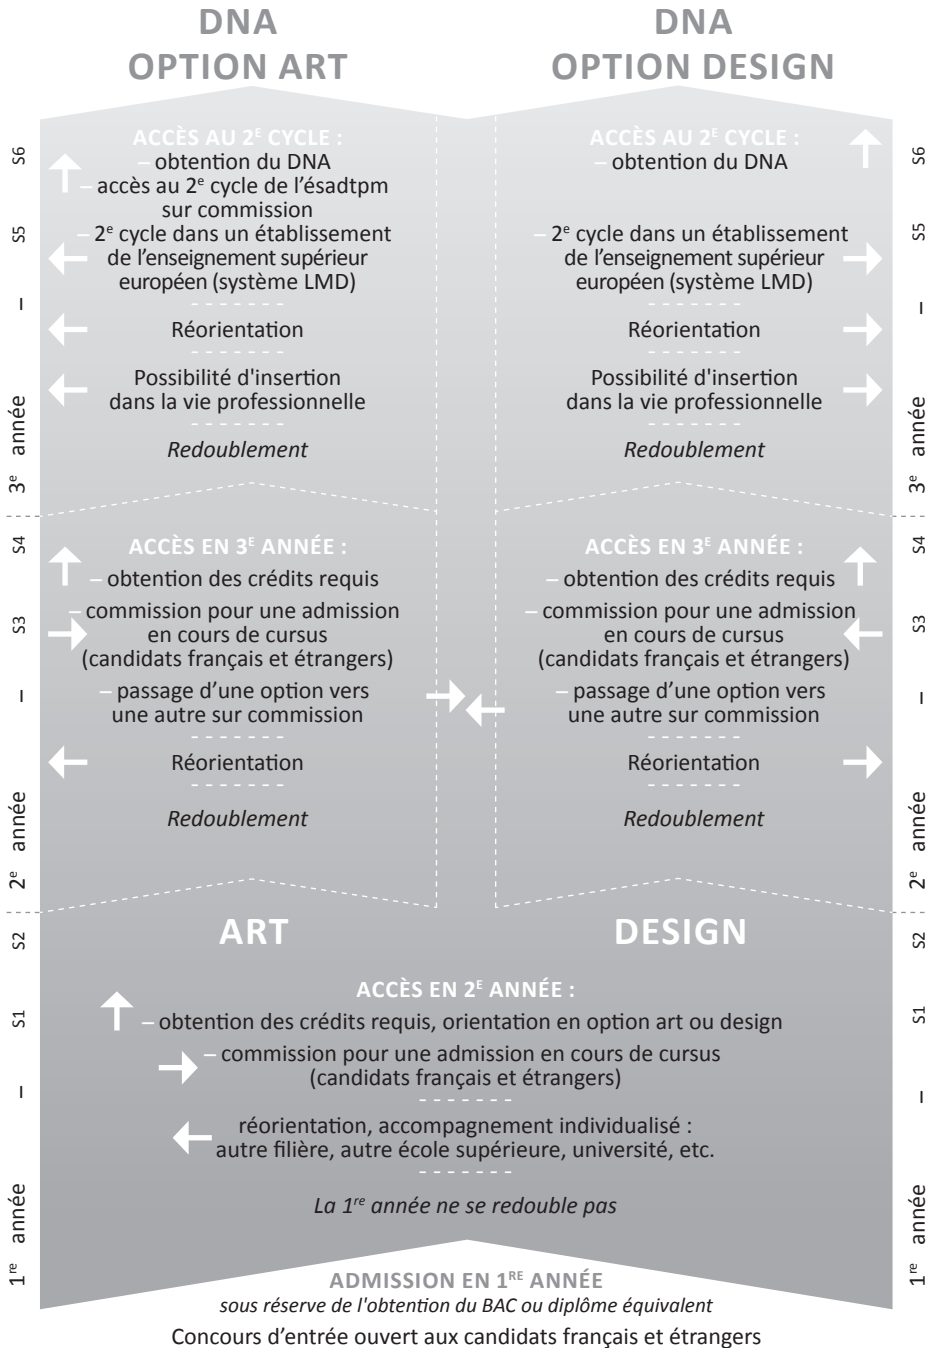 DNA
OPTION ART
ACCÈS AU 2E CYCLE :
– obtention du DNA
– accès au 2e cycle de l’ésadtpm
sur commission
– 2e cycle dans un établissement
de l’enseignement supérieur
européen (système LMD)
Réorientation
Possibilité d'insertion
dans la vie professionnelle
Redoublement
DNA
OPTION DESIGN
ACCÈS AU 2E CYCLE :
– obtention du DNA
– 2e cycle dans un établissement
de l’enseignement supérieur
européen (système LMD)
Réorientation
Possibilité d'insertion
dans la vie professionnelle
Redoublement
3e année – S5 S6
3e année – S5 S6
ACCÈS EN 3E ANNÉE :
– obtention des crédits requis
– commission pour une admission
en cours de cursus
(candidats français et étrangers)
– passage d’une option vers
une autre sur commission
Réorientation
Redoublement
ACCÈS EN 3E ANNÉE :
– obtention des crédits requis
– commission pour une admission
en cours de cursus
(candidats français et étrangers)
– passage d’une option vers
une autre sur commission
Réorientation
Redoublement
2e année – S3 S4
2e année – S3 S4
ART
DESIGN
ACCÈS EN 2E ANNÉE :
– obtention des crédits requis, orientation en option art ou design
– commission pour une admission en cours de cursus
(candidats français et étrangers)
réorientation, accompagnement individualisé :
autre filière, autre école supérieure, université, etc.
La 1re année ne se redouble pas
1re année – S1 S2
1re année – S1 S2
ADMISSION EN 1RE ANNÉE
sous réserve de l'obtention du BAC ou diplôme équivalent
Concours d’entrée ouvert aux candidats français et étrangers